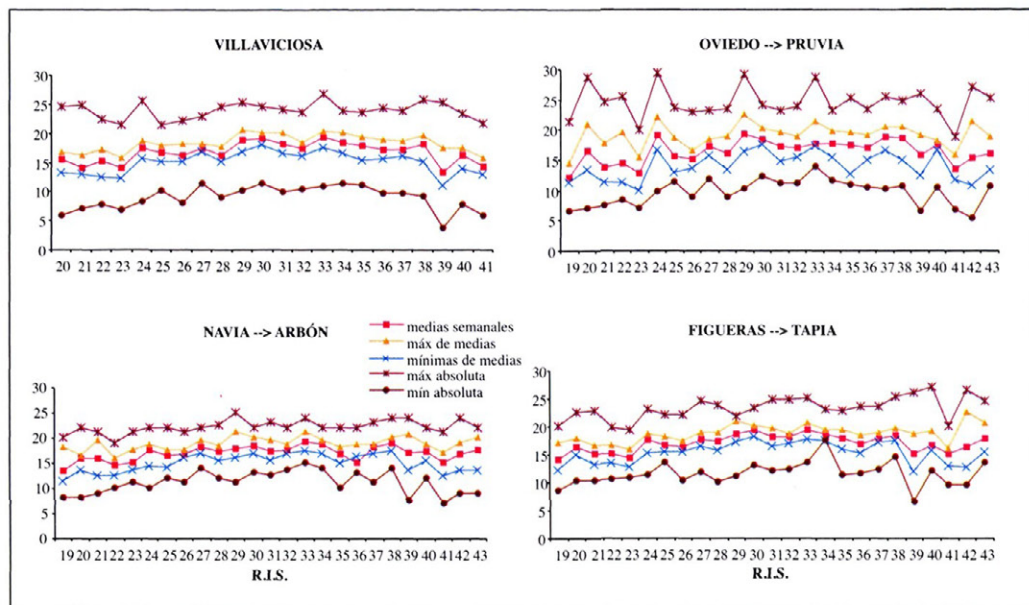 VILLAVICIOSA
30
25
20
15
10
5
0
20 21 22 23 24 25 26 27 28 29 30 31 32 33 34 35 36 37 38 39 40 41
OVIEDO --> PRUVIA
30
25
20
15
10
5
0
19 20 21 22 23 24 25 26 27 28 29 30 31 32 33 34 35 36 37 38 39 40 41 42 43
NAVIA --> ARBÓN
medias semanales
máx de medias
mínimas de medias
máx absoluta
mín absoluta
30
25
20
15
10
5
0
19 20 21 22 23 24 25 26 27 28 29 30 31 32 33 34 35 36 37 38 39 40 41 42 43
R.I.S.
FIGUERAS --> TAPIA
30
25
20
15
10
5
0
19 20 21 22 23 24 25 26 27 28 29 30 31 32 33 34 35 36 37 38 39 40 41 42 43
R.I.S.